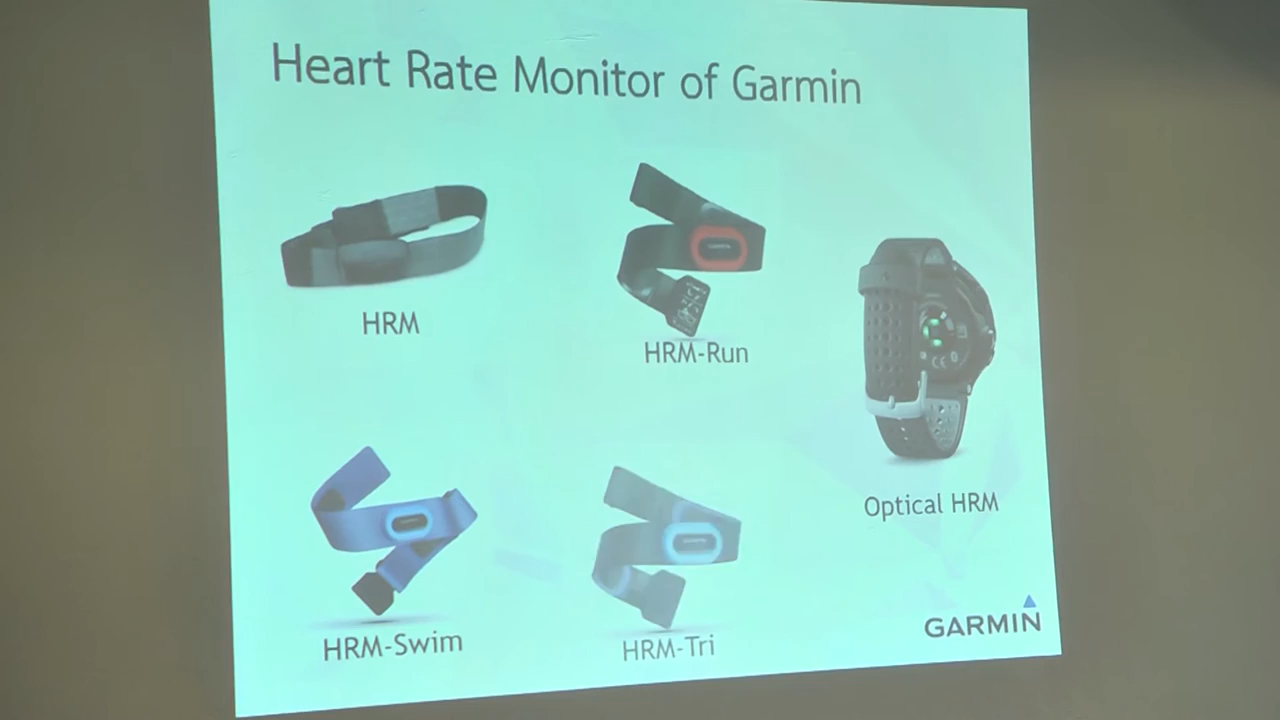 Heart Rate Monitor of Garmin
HRM
HRM-Run
Optical HRM
HRM-Swim
HRM-Tri
GARMIN